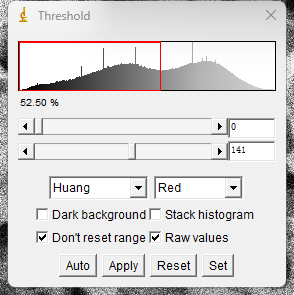 Threshold
52.50 %
0
141
Huang Red
Dark background Stack histogram
Don't reset range Raw values
Auto Apply Reset Set